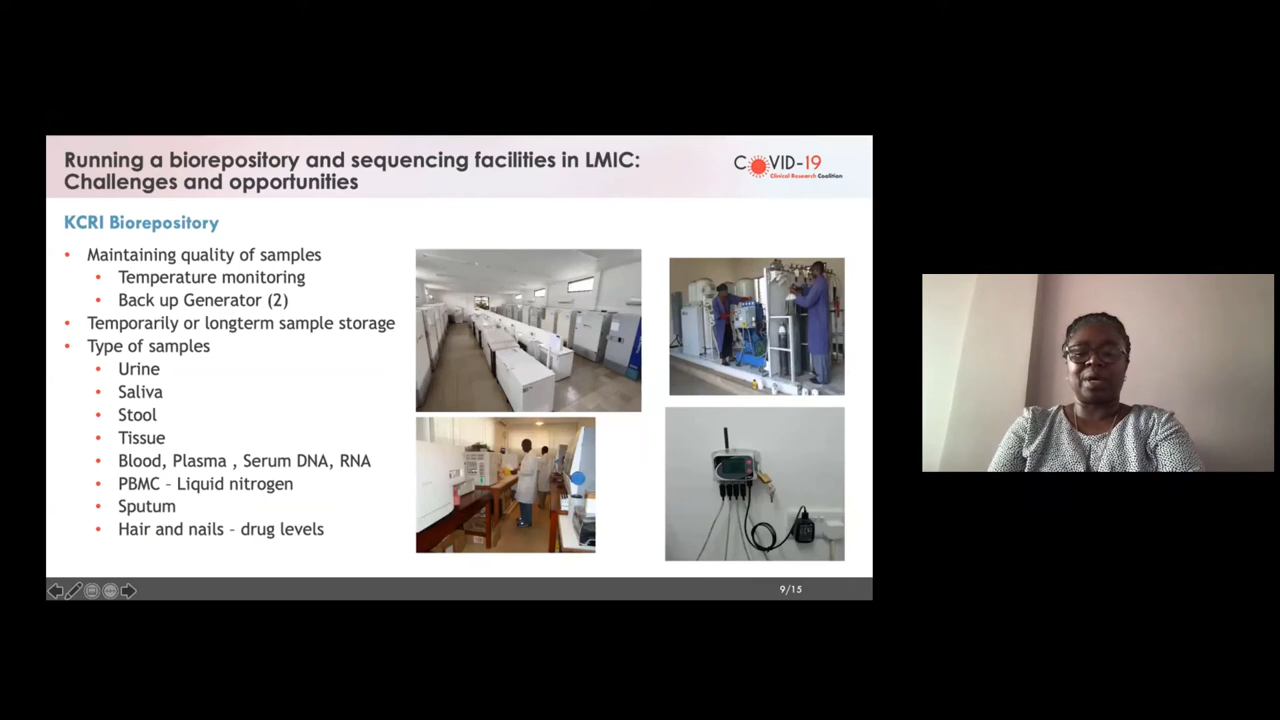 Running a biorepository and sequencing facilities in LMIC:
Challenges and opportunities
COVID-19
Clinical Research Coalition
KCRI Biorepository
• Maintaining quality of samples
• Temperature monitoring
• Back up Generator (2)
• Temporarily or longterm sample storage
• Type of samples
• Urine
• Saliva
• Stool
• Tissue
• Blood, Plasma , Serum DNA, RNA
• PBMC – Liquid nitrogen
• Sputum
• Hair and nails – drug levels
9/15